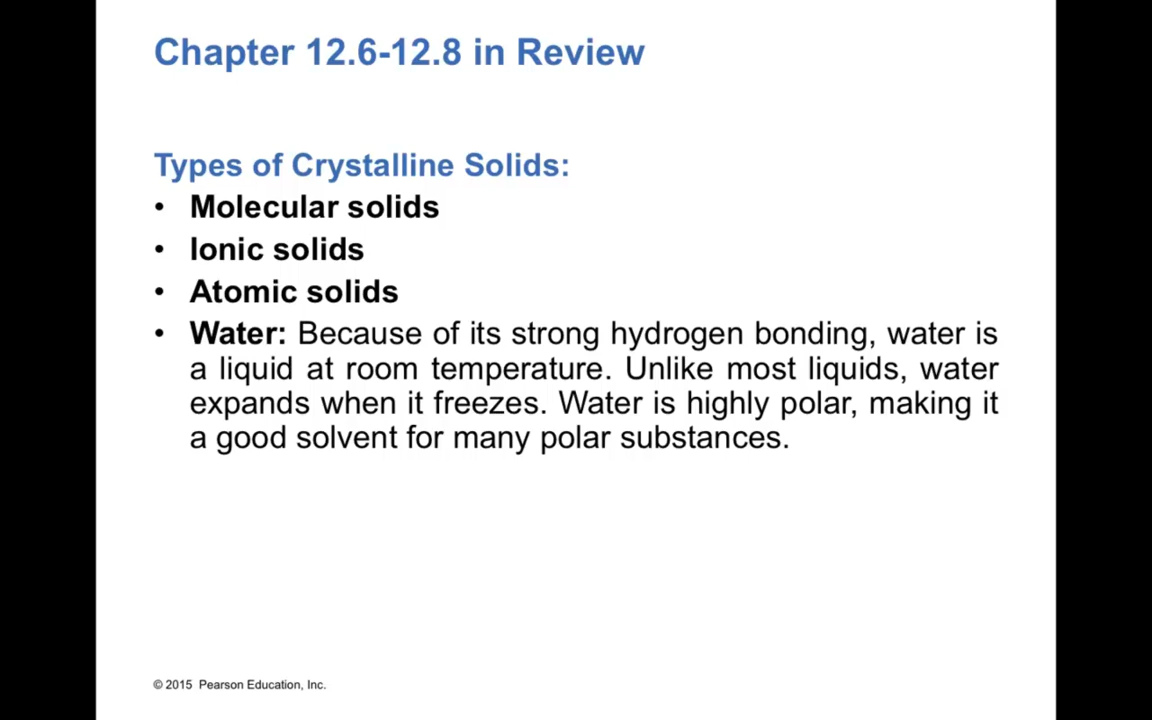 Chapter 12.6-12.8 in Review
Types of Crystalline Solids:
• Molecular solids
• Ionic solids
• Atomic solids
• Water: Because of its strong hydrogen bonding, water is
a liquid at room temperature. Unlike most liquids, water
expands when it freezes. Water is highly polar, making it
a good solvent for many polar substances.
© 2015 Pearson Education, Inc.